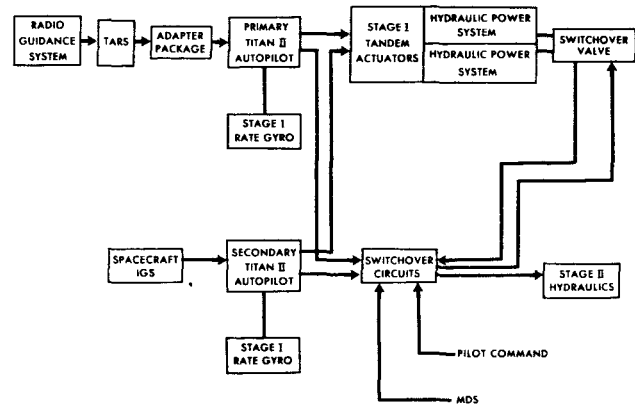 RADIO
GUIDANCE
SYSTEM
TARS
ADAPTER
PACKAGE
PRIMARY
TITAN II
AUTOPILOT
STAGE I
TANDEM
ACTUATORS
HYDRAULIC POWER
SYSTEM
HYDRAULIC POWER
SYSTEM
SWITCHOVER
VALVE
STAGE I
RATE GYRO
SPACECRAFT
IGS
SECONDARY
TITAN II
AUTOPILOT
SWITCHOVER
CIRCUITS
STAGE II
HYDRAULICS
STAGE I
RATE GYRO
PILOT COMMAND
MDS